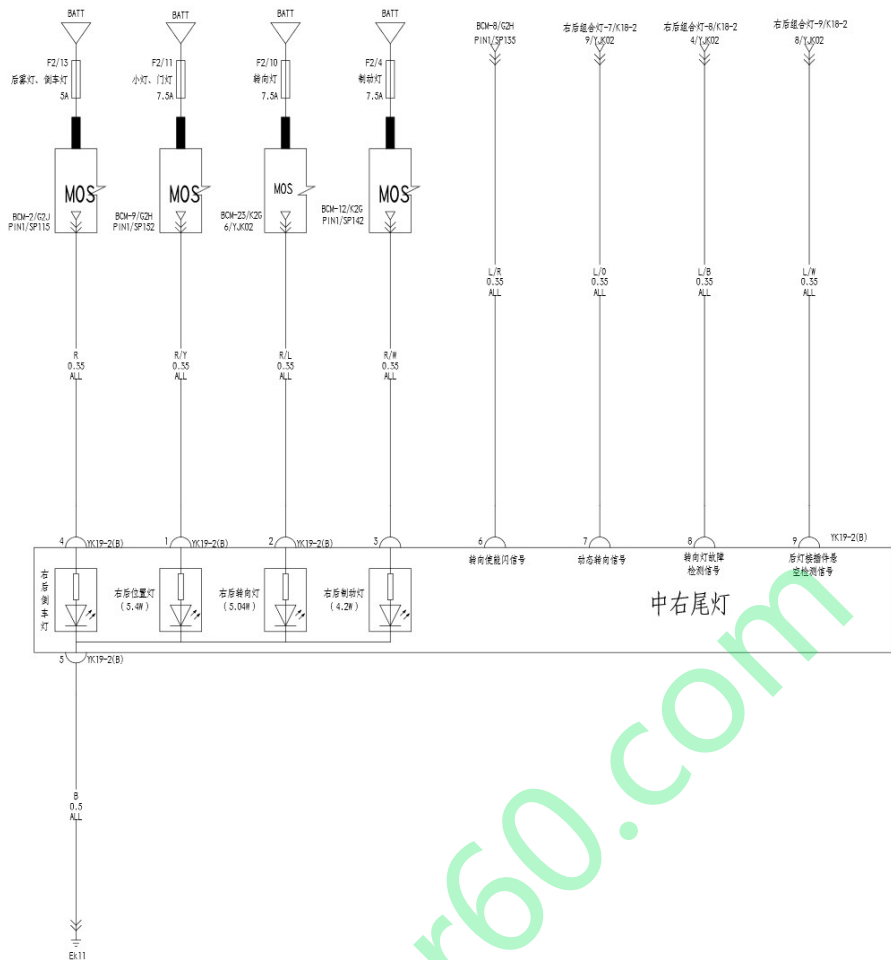 BATT
BATT
BATT
BATT
BCM-8/G2H
PIN1/SP135
右后组合灯-7/K18-2
9/YJK02
右后组合灯-8/K18-2
4/YJK02
右后组合灯-9/K18-2
8/YJK02
F2/13
后雾灯、倒车灯
5A
F2/11
小灯、门灯
7.5A
F2/10
转向灯
7.5A
F2/4
制动灯
7.5A
MOS
MOS
MOS
MOS
BCM-2/G2J
PIN1/SP115
BCM-9/G2H
PIN1/SP152
BCM-23/K2G
6/YJK02
BCM-12/K2G
PIN1/SP142
L/R
0.35
ALL
L/O
0.35
ALL
L/B
0.35
ALL
L/W
0.35
ALL
R
0.35
ALL
R/Y
0.35
ALL
R/L
0.35
ALL
R/W
0.35
ALL
4
YK19-2(B)
1
YK19-2(B)
2
YK19-2(B)
3
6
7
8
9
YK19-2(B)
右后倒车灯
右后位置灯
(5.4W)
右后转向灯
(5.04W)
右后制动灯
(4.2W)
转向使能闪信号
动态转向信号
转向灯故障
检测信号
后灯接插件悬
空检测信号
中右尾灯
5
YK19-2(B)
B
0.5
ALL
Ek11
r60.com